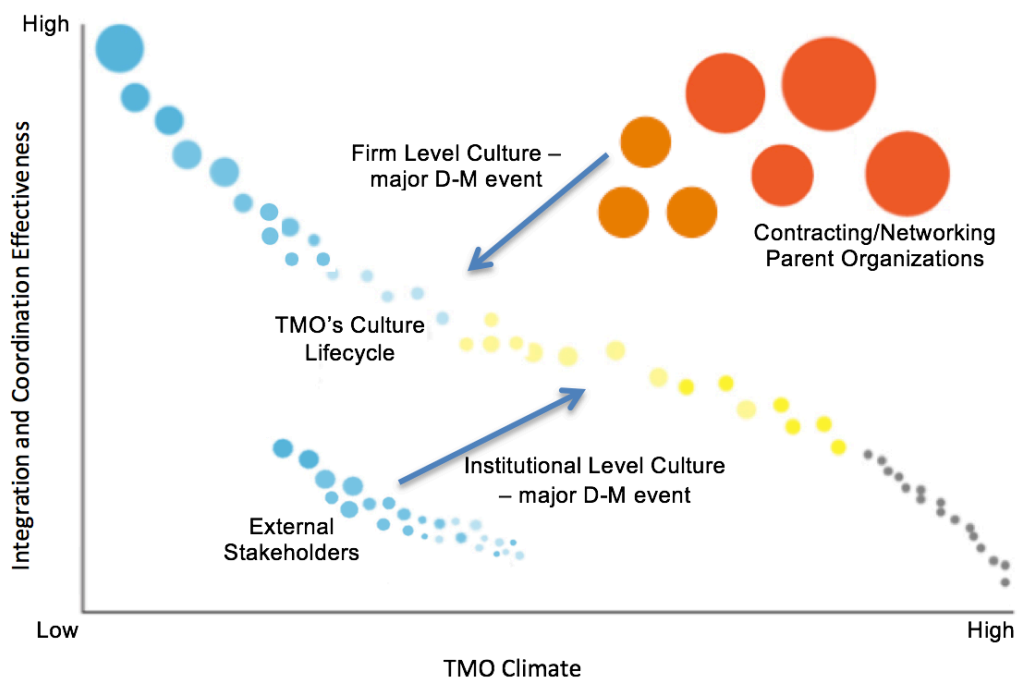 High
Integration and Coordination Effectiveness
Firm Level Culture –
major D-M event
Contracting/Networking
Parent Organizations
TMO's Culture
Lifecycle
Institutional Level Culture
– major D-M event
External
Stakeholders
Low
High
TMO Climate